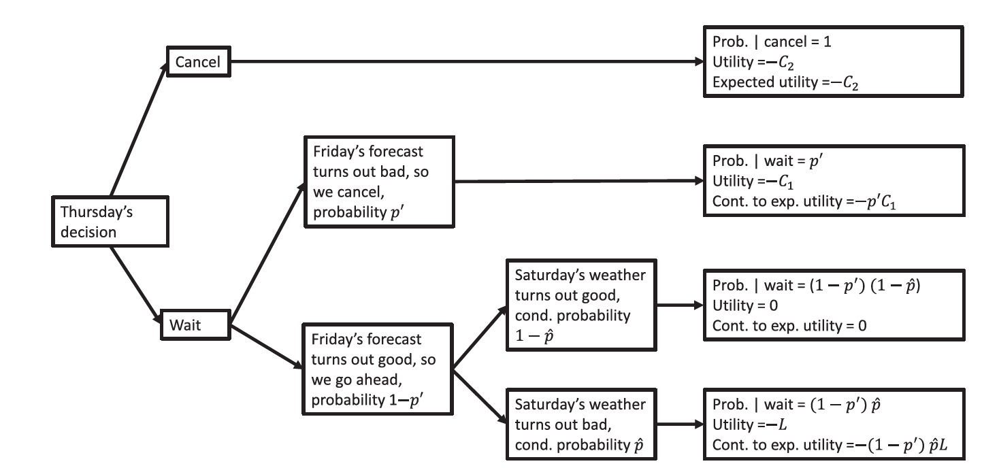 Cancel
Prob. | cancel = 1
Utility =−C₂
Expected utility =−C₂
Friday’s forecast
turns out bad, so
we cancel,
probability p′
Prob. | wait = p′
Utility =−C₁
Cont. to exp. utility =−p′C₁
Thursday’s
decision
Wait
Friday’s forecast
turns out good, so
we go ahead,
probability 1−p′
Saturday’s weather
turns out good,
cond. probability
1 − p̂
Prob. | wait = (1 − p′) (1 − p̂)
Utility = 0
Cont. to exp. utility = 0
Saturday’s weather
turns out bad,
cond. probability p̂
Prob. | wait = (1 − p′) p̂
Utility =−L
Cont. to exp. utility =−(1 − p′) p̂L